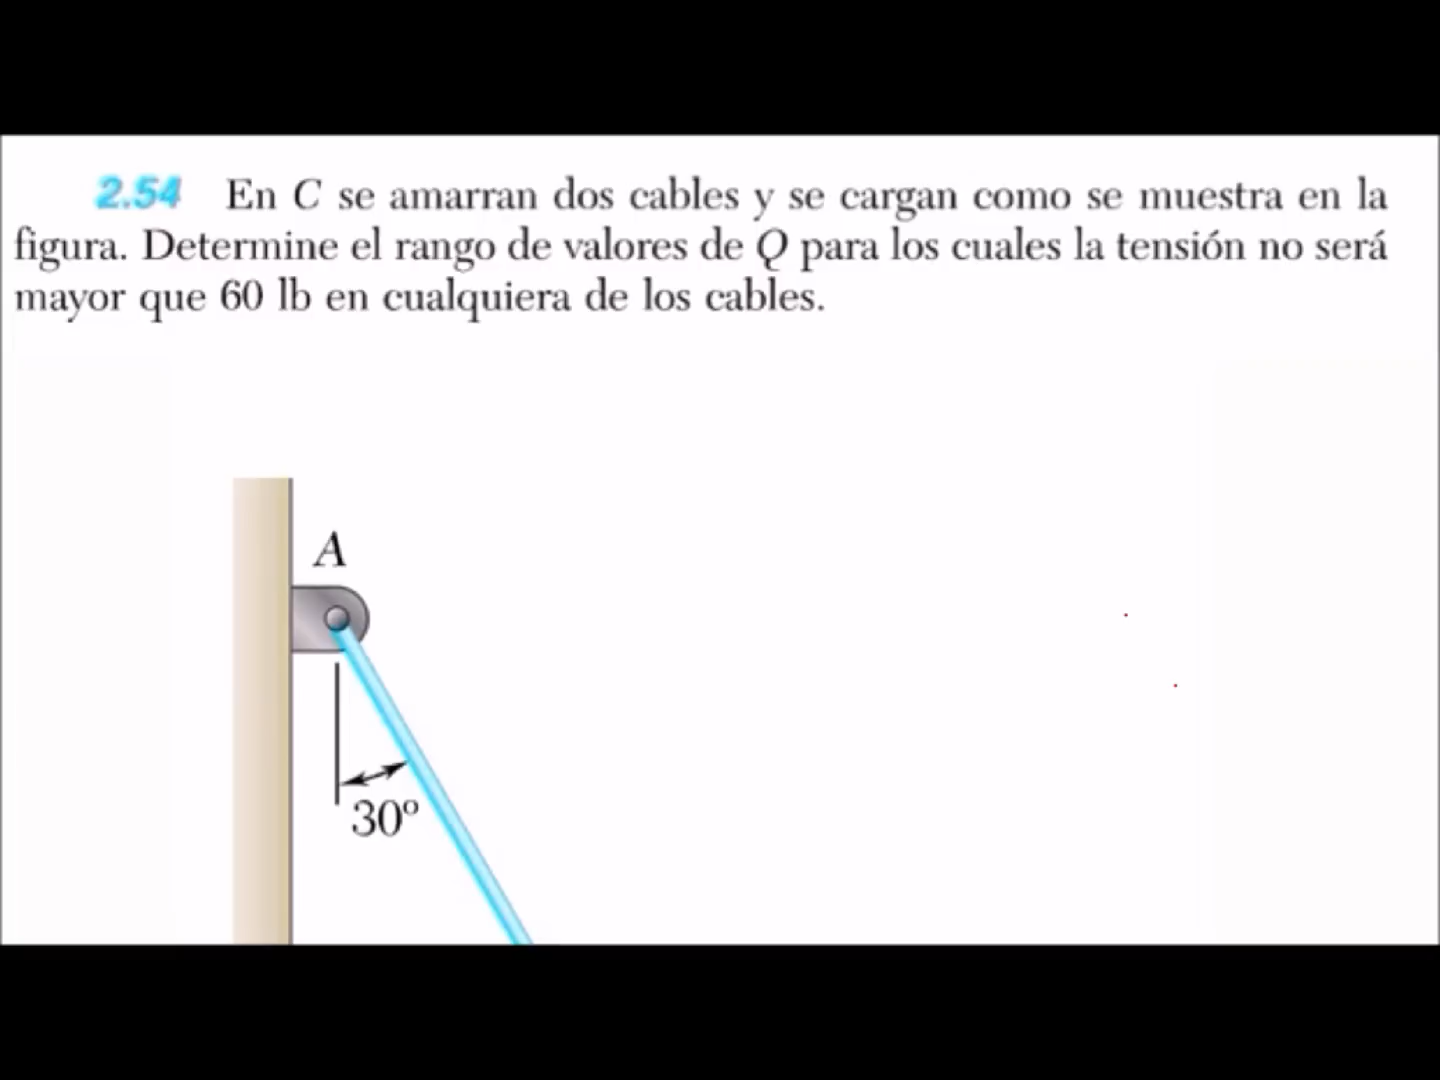 2.54 En C se amarran dos cables y se cargan como se muestra en la
figura. Determine el rango de valores de Q para los cuales la tensión no será
mayor que 60 lb en cualquiera de los cables.
A
30º